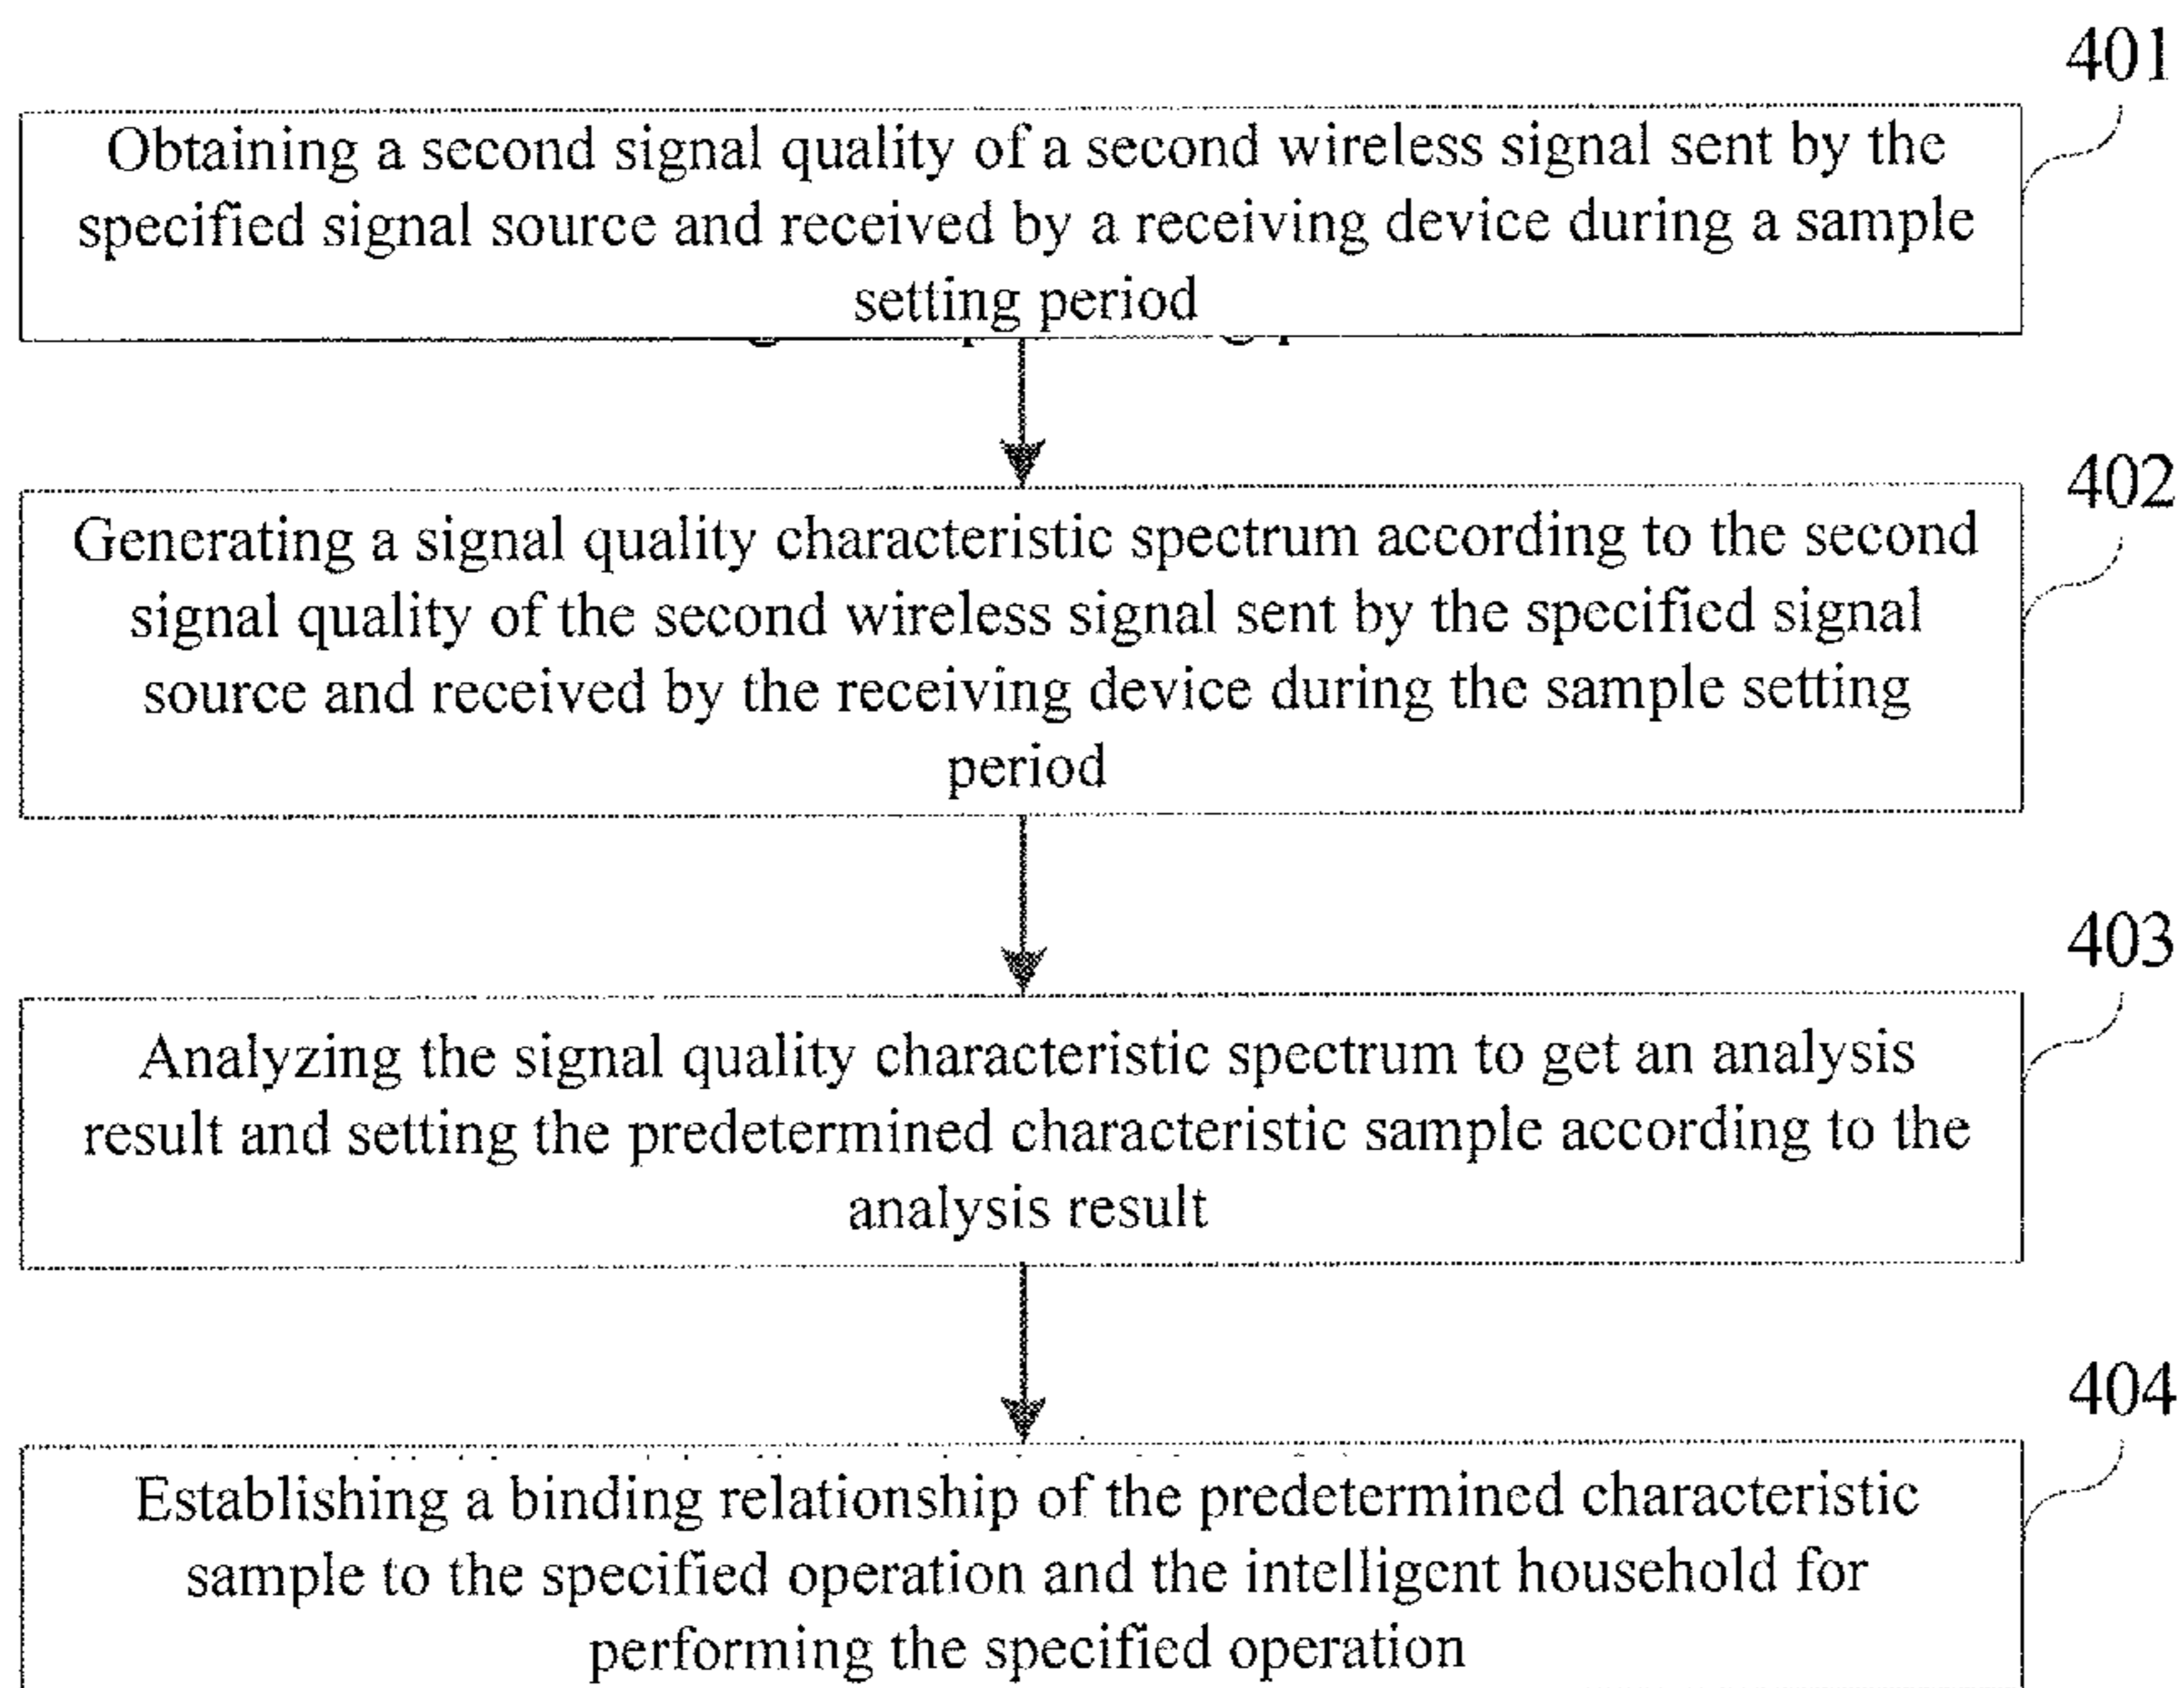 401
Obtaining a second signal quality of a second wireless signal sent by the
specified signal source and received by a receiving device during a sample
setting period
402
Generating a signal quality characteristic spectrum according to the second
signal quality of the second wireless signal sent by the specified signal
source and received by the receiving device during the sample setting
period
403
Analyzing the signal quality characteristic spectrum to get an analysis
result and setting the predetermined characteristic sample according to the
analysis result
404
Establishing a binding relationship of the predetermined characteristic
sample to the specified operation and the intelligent household for
performing the specified operation